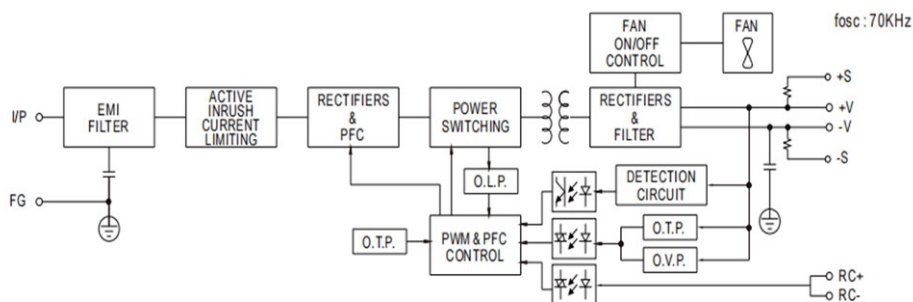 fosc : 70KHz
FAN
ON/OFF
CONTROL
FAN
+S
I/P
EMI
FILTER
ACTIVE
INRUSH
CURRENT
LIMITING
RECTIFIERS
&
PFC
POWER
SWITCHING
RECTIFIERS
&
FILTER
+V
-V
-S
O.L.P.
DETECTION
CIRCUIT
FG
O.T.P.
PWM & PFC
CONTROL
O.T.P.
O.V.P.
RC+
RC-